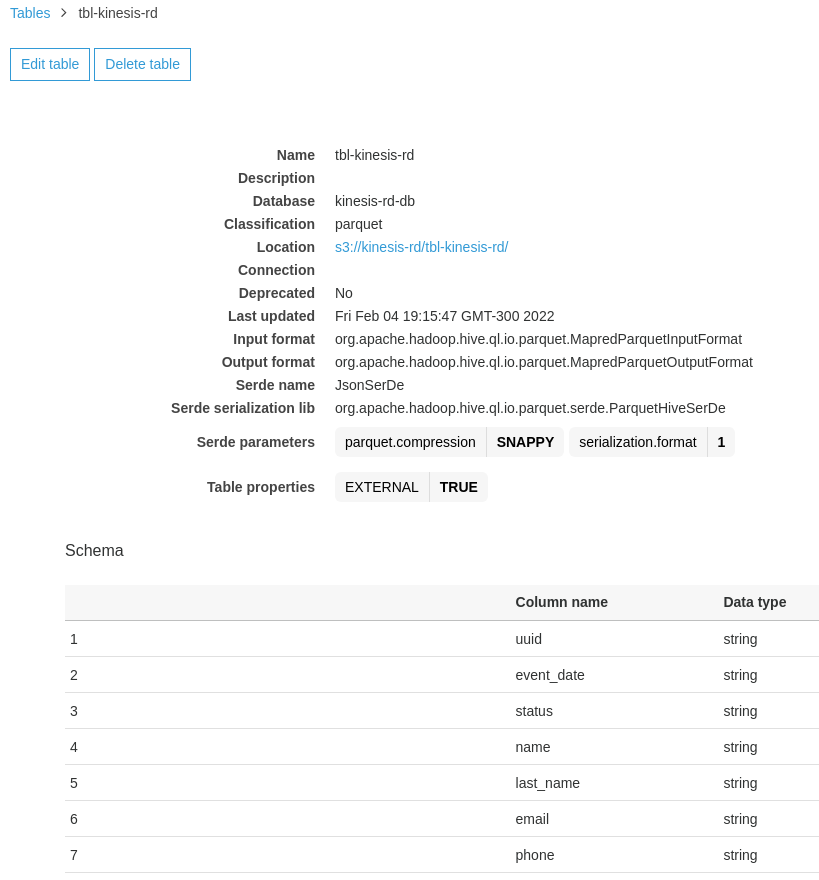 Tables > tbl-kinesis-rd
Edit table Delete table
Name tbl-kinesis-rd
Description
Database kinesis-rd-db
Classification parquet
Location s3://kinesis-rd/tbl-kinesis-rd/
Connection
Deprecated No
Last updated Fri Feb 04 19:15:47 GMT-300 2022
Input format org.apache.hadoop.hive.ql.io.parquet.MapredParquetInputFormat
Output format org.apache.hadoop.hive.ql.io.parquet.MapredParquetOutputFormat
Serde name JsonSerDe
Serde serialization lib org.apache.hadoop.hive.ql.io.parquet.serde.ParquetHiveSerDe
Serde parameters parquet.compression SNAPPY serialization.format 1
Table properties EXTERNAL TRUE
Schema
Column name Data type
1 uuid string
2 event_date string
3 status string
4 name string
5 last_name string
6 email string
7 phone string